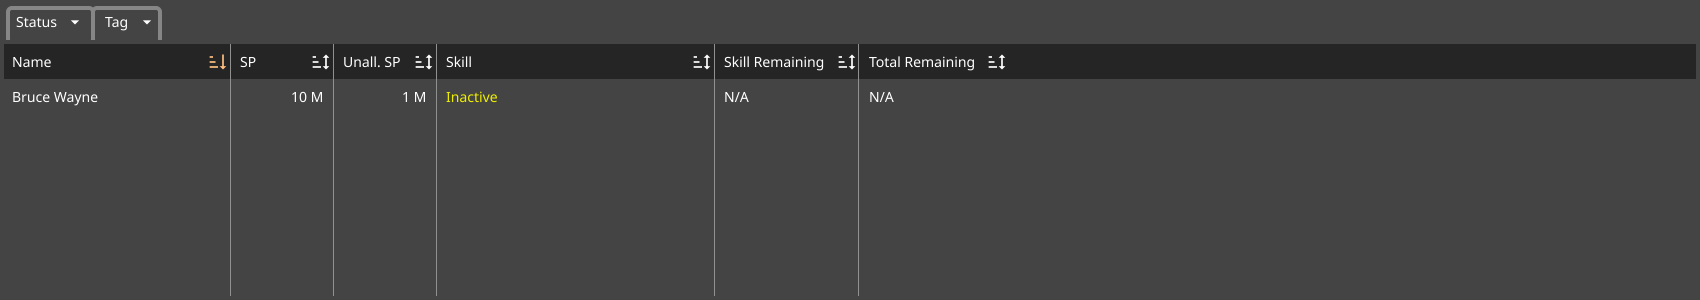 Status Tag
Name SP Unall. SP Skill Skill Remaining Total Remaining
Bruce Wayne 10 M 1 M Inactive N/A N/A